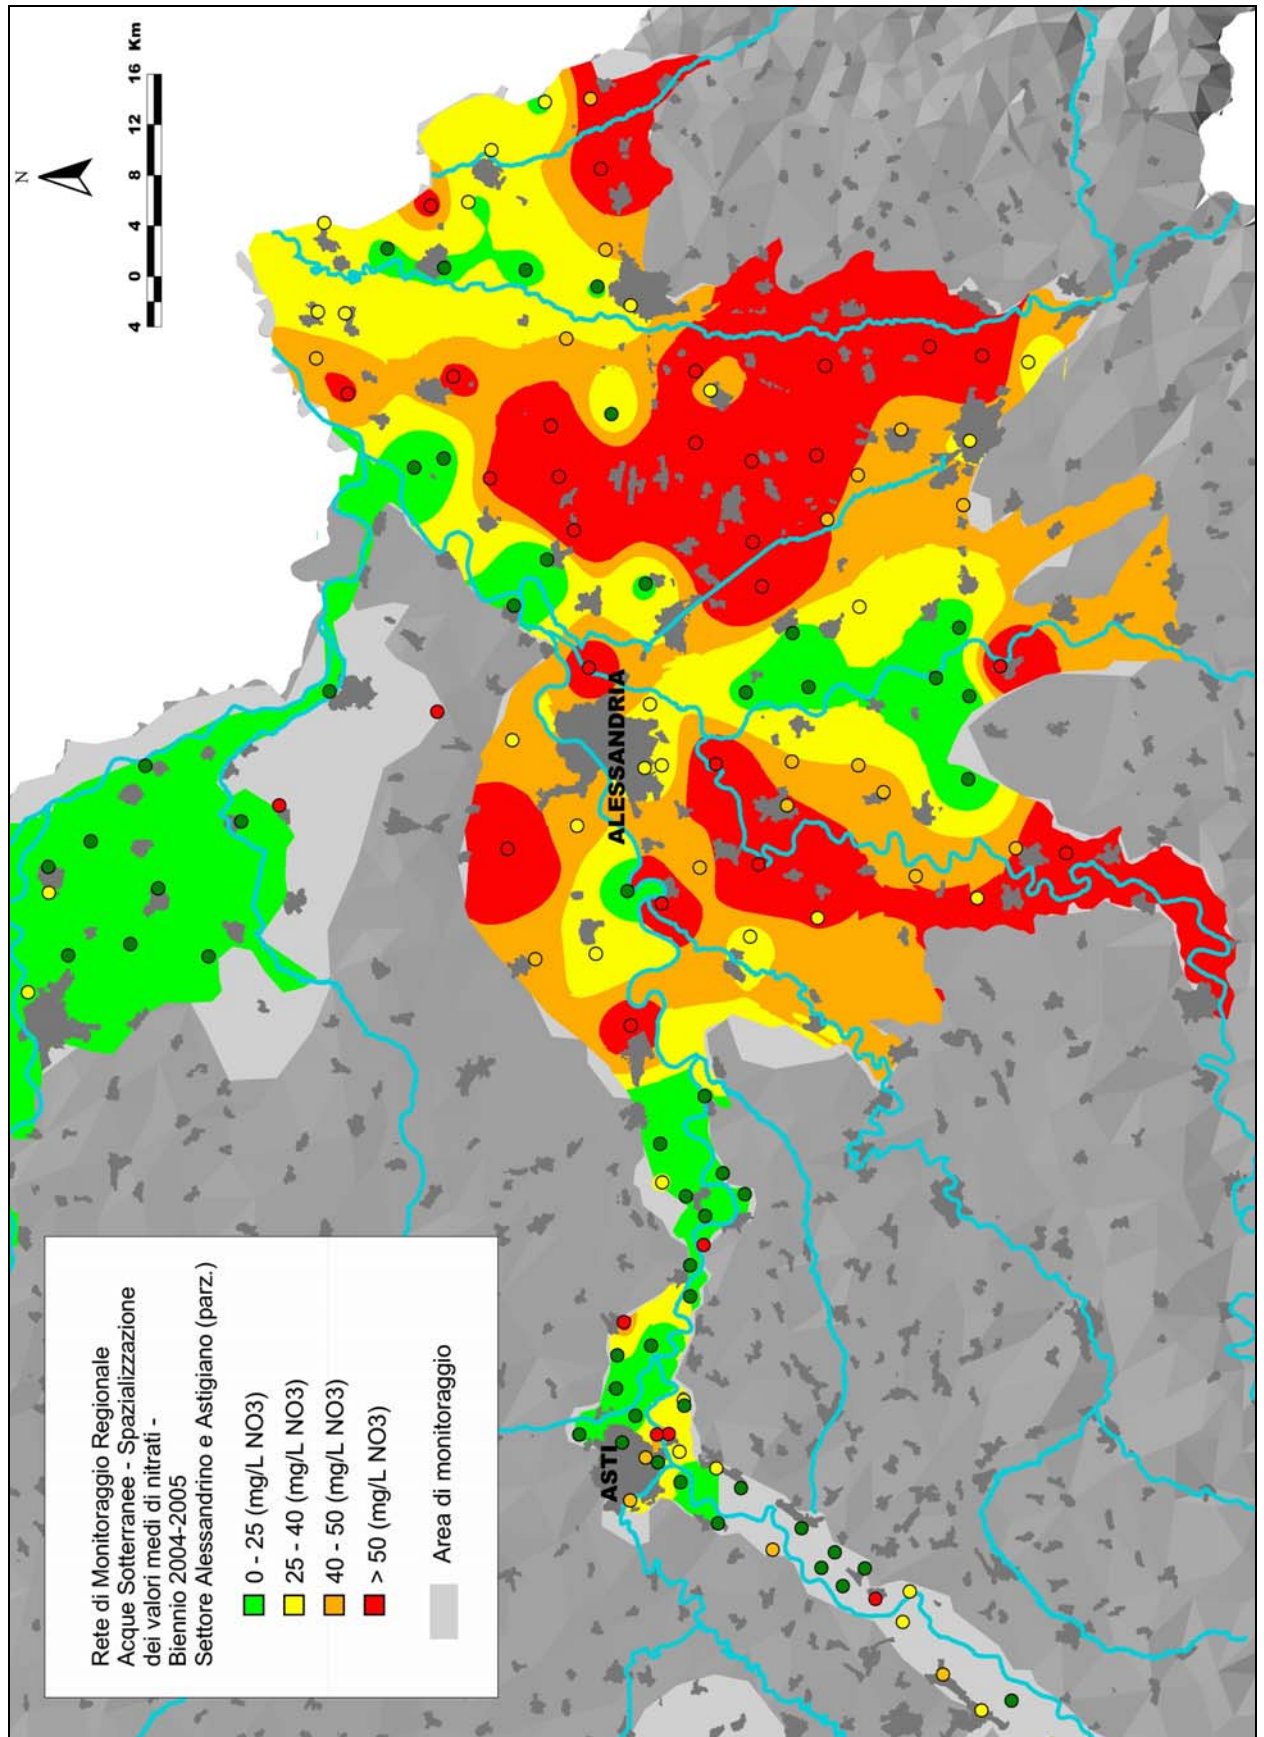 Rete di Monitoraggio Regionale
Acque Sotterranee - Spazializzazione
dei valori medi di nitrati -
Biennio 2004-2005
Settore Alessandrino e Astigiano (parz.)
0 - 25 (mg/L NO3)
25 - 40 (mg/L NO3)
40 - 50 (mg/L NO3)
> 50 (mg/L NO3)
Area di monitoraggio
ASTI
ALESSANDRIA
N
4 0 4 8 12 16 Km